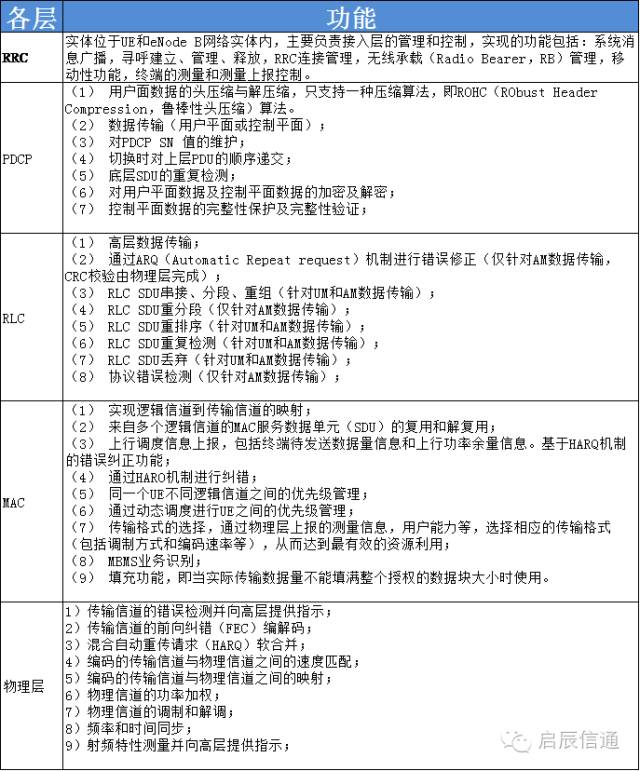 各层 功能
RRC
实体位于UE和eNode B网络实体内，主要负责接入层的管理和控制，实现的功能包括：系统消
息广播，寻呼建立、管理、释放，RRC连接管理，无线承载（Radio Bearer，RB）管理，移
动性功能，终端的测量和测量上报控制。
PDCP
（1） 用户面数据的头压缩与解压缩，只支持一种压缩算法，即ROHC（RObust Header
Compression，鲁棒性头压缩）算法。
（2） 数据传输（用户平面或控制平面）；
（3） 对PDCP SN 值的维护；
（4） 切换时对上层PDU的顺序递交；
（5） 底层SDU的重复检测；
（6） 对用户平面数据及控制平面数据的加密及解密；
（7） 控制平面数据的完整性保护及完整性验证；
RLC
（1） 高层数据传输；
（2） 通过ARQ（Automatic Repeat request）机制进行错误修正（仅针对AM数据传输，
CRC校验由物理层完成）；
（3） RLC SDU串接、分段、重组（针对UM和AM数据传输）；
（4） RLC SDU重分段（仅针对AM数据传输）；
（5） RLC SDU重排序（针对UM和AM数据传输）；
（6） RLC SDU重复检测（针对UM和AM数据传输）；
（7） RLC SDU丢弃（针对UM和AM数据传输）；
（8） 协议错误检测（仅针对AM数据传输）；
MAC
（1） 实现逻辑信道到传输信道的映射；
（2） 来自多个逻辑信道的MAC服务数据单元（SDU）的复用和解复用；
（3） 上行调度信息上报，包括终端待发送数据量信息和上行功率余量信息。基于HARQ机制
的错误纠正功能；
（4） 通过HARO机制进行纠错；
（5） 同一个UE不同逻辑信道之间的优先级管理；
（6） 通过动态调度进行UE之间的优先级管理；
（7） 传输格式的选择，通过物理层上报的测量信息，用户能力等，选择相应的传输格式
（包括调制方式和编码速率等），从而达到最有效的资源利用；
（8） MBMS业务识别；
（9） 填充功能，即当实际传输数据量不能填满整个授权的数据块大小时使用。
物理层
1）传输信道的错误检测并向高层提供指示；
2）传输信道的前向纠错（FEC）编解码；
3）混合自动重传请求（HARQ）软合并；
4）编码的传输信道与物理信道之间的速度匹配；
5）编码的传输信道与物理信道之间的映射；
6）物理信道的功率加权；
7）物理信道的调制和解调；
8）频率和时间同步；
9）射频特性测量并向高层提供指示；
启辰信通